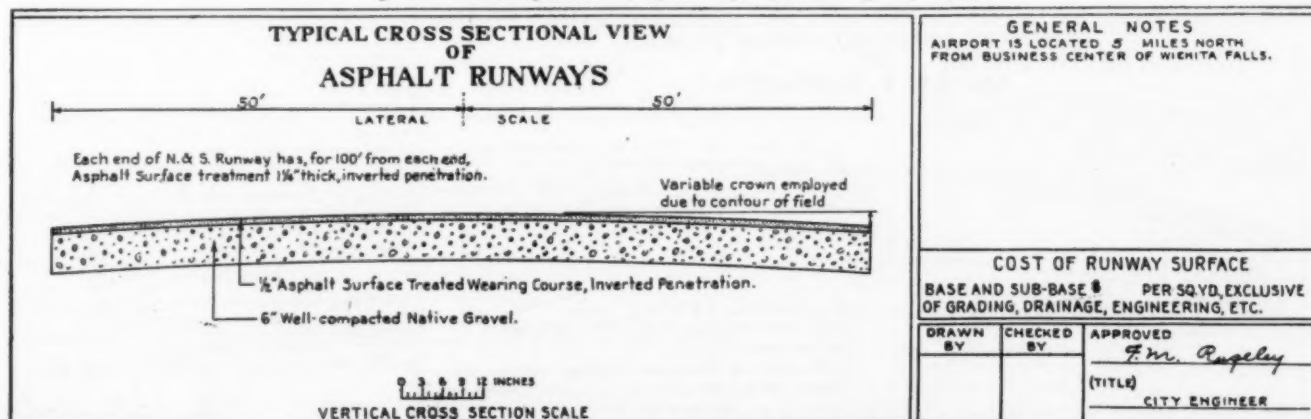 TYPICAL CROSS SECTIONAL VIEW
OF
ASPHALT RUNWAYS
50' 50'
LATERAL SCALE
Each end of N. & S. Runway has, for 100' from each end,
Asphalt Surface treatment 1¼" thick, inverted penetration.
Variable crown employed
due to contour of field
½" Asphalt Surface Treated Wearing Course, Inverted Penetration.
6" Well-compacted Native Gravel.
0 3 6 9 12 INCHES
VERTICAL CROSS SECTION SCALE
GENERAL NOTES
AIRPORT IS LOCATED 5 MILES NORTH
FROM BUSINESS CENTER OF WICHITA FALLS.
COST OF RUNWAY SURFACE
BASE AND SUB-BASE $ PER SQ.YD, EXCLUSIVE
OF GRADING, DRAINAGE, ENGINEERING, ETC.
DRAWN BY
CHECKED BY
APPROVED
F.M. Rugeley
(TITLE)
CITY ENGINEER